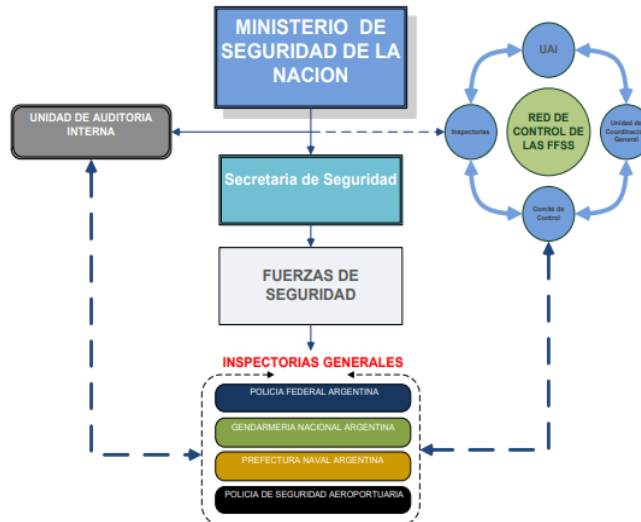 MINISTERIO DE
SEGURIDAD DE LA
NACION
UNIDAD DE AUDITORIA
INTERNA
UAI
Inspectorias
RED DE
CONTROL DE
LAS FFSS
Unidad de
Coordinación
General
Comité de
Control
Secretaria de Seguridad
FUERZAS DE
SEGURIDAD
INSPECTORIAS GENERALES
POLICIA FEDERAL ARGENTINA
GENDARMERIA NACIONAL ARGENTINA
PREFECTURA NAVAL ARGENTINA
POLICIA DE SEGURIDAD AEROPORTUARIA